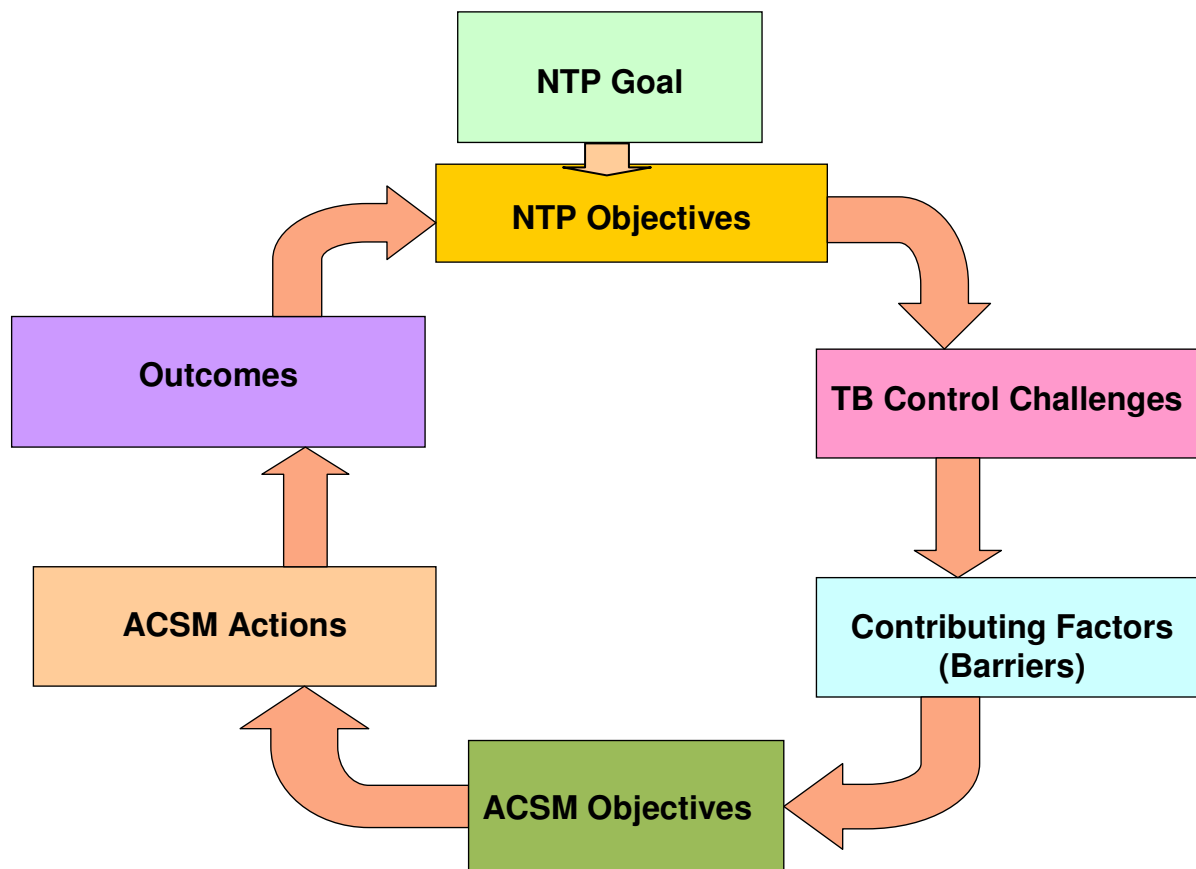 NTP Goal
NTP Objectives
TB Control Challenges
Contributing Factors
(Barriers)
ACSM Objectives
ACSM Actions
Outcomes